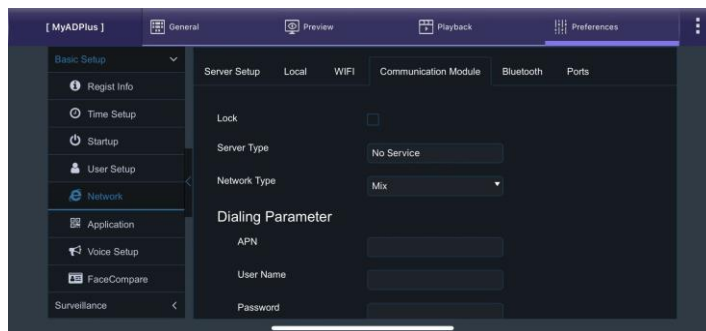 [ MyADPlus ]
General
Preview
Playback
Preferences
Basic Setup
Regist Info
Time Setup
Startup
User Setup
Network
Application
Voice Setup
FaceCompare
Surveillance
Server Setup
Local
WIFI
Communication Module
Bluetooth
Ports
Lock
Server Type
No Service
Network Type
Mix
Dialing Parameter
APN
User Name
Password